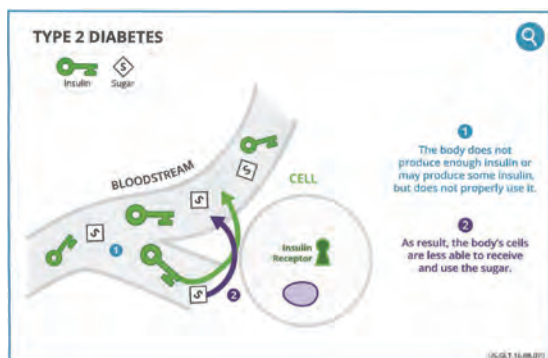 TYPE 2 DIABETES
Insulin
Sugar
S
BLOODSTREAM
S
S
S
S
1
2
CELL
Insulin
Receptor
1
The body does not
produce enough insulin or
may produce some insulin,
but does not properly use it.
2
As result, the body's cells
are less able to receive
and use the sugar.